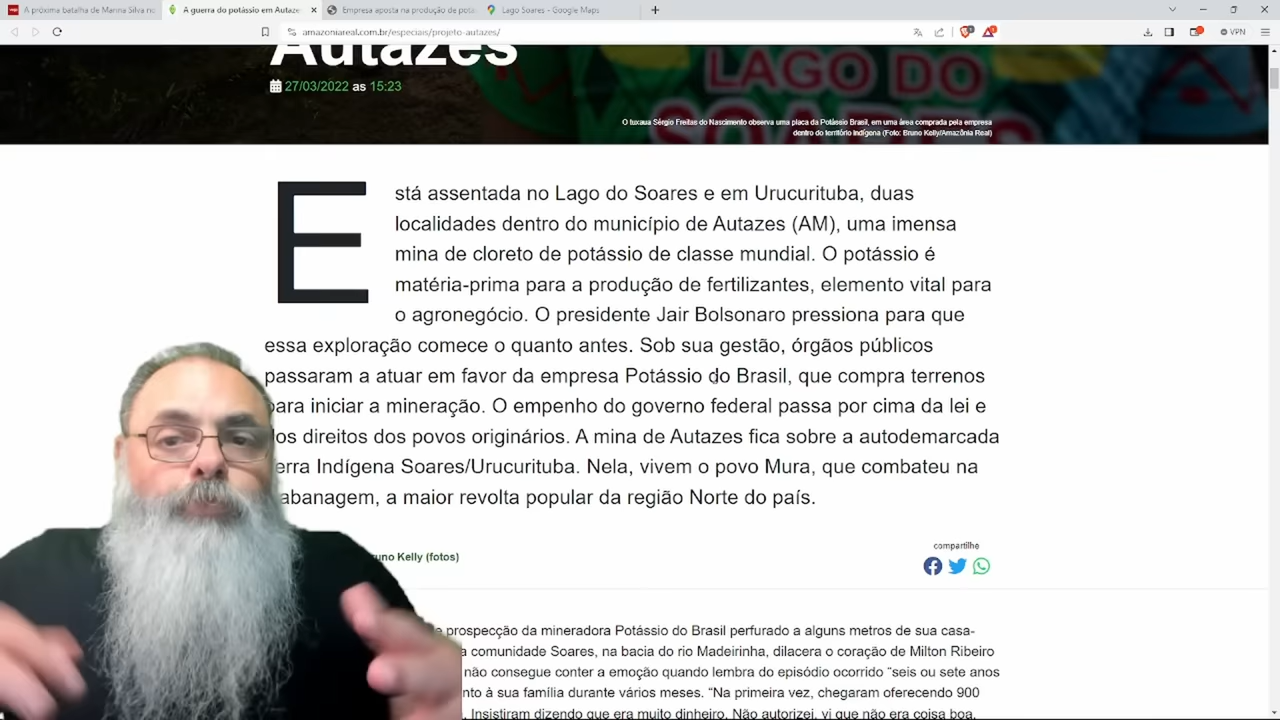 A próxima batalha de Marina Silva no
A guerra do potássio em Autaze
Empresa aposta na produção de pota
Lago Soares - Google Maps
amazoniareal.com.br/especiais/projeto-autazes/
VPN
Autazes
27/03/2022 as 15:23
LAGO DO
SOARES
O tuxaua Sérgio Freitas do Nascimento observa uma placa da Potássio Brasil, em uma área comprada pela empresa
dentro do território indígena (Foto: Bruno Kelly/Amazônia Real)
Está assentada no Lago do Soares e em Urucurituba, duas
localidades dentro do município de Autazes (AM), uma imensa
mina de cloreto de potássio de classe mundial. O potássio é
matéria-prima para a produção de fertilizantes, elemento vital para
o agronegócio. O presidente Jair Bolsonaro pressiona para que
essa exploração comece o quanto antes. Sob sua gestão, órgãos públicos
passaram a atuar em favor da empresa Potássio do Brasil, que compra terrenos
para iniciar a mineração. O empenho do governo federal passa por cima da lei e
dos direitos dos povos originários. A mina de Autazes fica sobre a autodemarcada
erra Indígena Soares/Urucurituba. Nela, vivem o povo Mura, que combateu na
abanagem, a maior revolta popular da região Norte do país.
uno Kelly (fotos)
compartilhe
e prospecção da mineradora Potássio do Brasil perfurado a alguns metros de sua casa-
a comunidade Soares, na bacia do rio Madeirinha, dilacera o coração de Milton Ribeiro
não consegue conter a emoção quando lembra do episódio ocorrido “seis ou sete anos
nto à sua família durante vários meses. “Na primeira vez, chegaram oferecendo 900
Insistiram dizendo que era muito dinheiro. Não autorizei, vi que não era coisa boa.